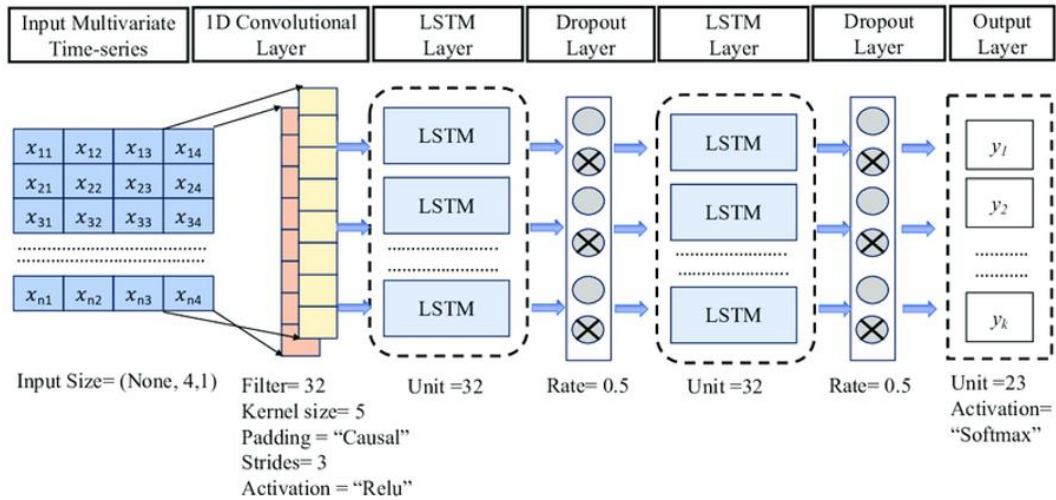 Input Multivariate
Time-series
1D Convolutional
Layer
LSTM
Layer
Dropout
Layer
LSTM
Layer
Dropout
Layer
Output
Layer
x11 x12 x13 x14
x21 x22 x23 x24
x31 x32 x33 x34
xn1 xn2 xn3 xn4
LSTM
LSTM
LSTM
LSTM
LSTM
LSTM
y1
y2
yk
Input Size= (None, 4,1)
Filter= 32
Kernel size= 5
Padding = “Causal”
Strides= 3
Activation = “Relu”
Unit =32
Rate= 0.5
Unit =32
Rate= 0.5
Unit =23
Activation=
“Softmax”